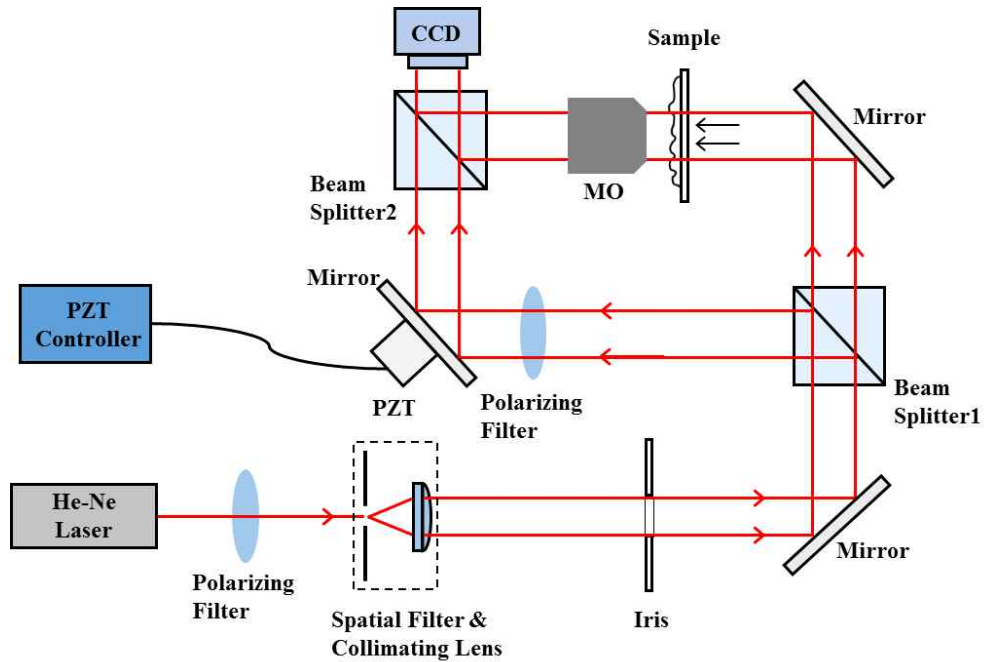 CCD
Sample
Mirror
Beam
Splitter2
MO
Mirror
PZT
Controller
PZT
Polarizing
Filter
Beam
Splitter1
He-Ne
Laser
Polarizing
Filter
Spatial Filter &
Collimating Lens
Iris
Mirror